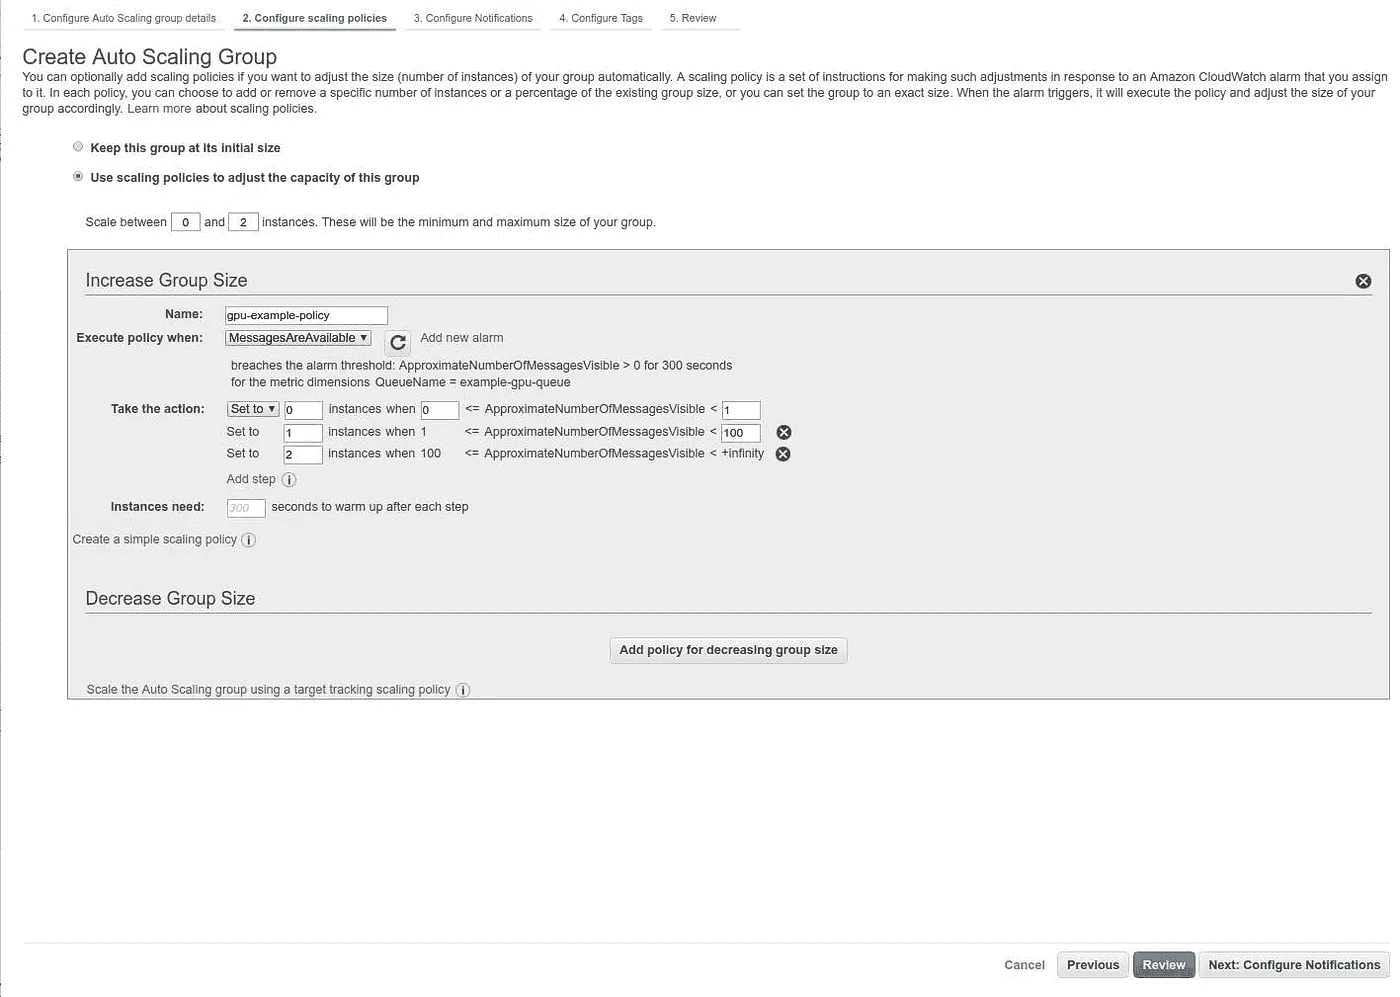 1. Configure Auto Scaling group details 2. Configure scaling policies 3. Configure Notifications 4. Configure Tags 5. Review
Create Auto Scaling Group
You can optionally add scaling policies if you want to adjust the size (number of instances) of your group automatically. A scaling policy is a set of instructions for making such adjustments in response to an Amazon CloudWatch alarm that you assign
to it. In each policy, you can choose to add or remove a specific number of instances or a percentage of the existing group size, or you can set the group to an exact size. When the alarm triggers, it will execute the policy and adjust the size of your
group accordingly. Learn more about scaling policies.
Keep this group at its initial size
Use scaling policies to adjust the capacity of this group
Scale between 0 and 2 instances. These will be the minimum and maximum size of your group.
Increase Group Size
Name: gpu-example-policy
Execute policy when: MessagesAreAvailable Add new alarm
breaches the alarm threshold: ApproximateNumberOfMessagesVisible > 0 for 300 seconds
for the metric dimensions QueueName = example-gpu-queue
Take the action: Set to 0 instances when 0 <= ApproximateNumberOfMessagesVisible < 1
Set to 1 instances when 1 <= ApproximateNumberOfMessagesVisible < 100
Set to 2 instances when 100 <= ApproximateNumberOfMessagesVisible < +infinity
Add step i
Instances need: 300 seconds to warm up after each step
Create a simple scaling policy i
Decrease Group Size
Add policy for decreasing group size
Scale the Auto Scaling group using a target tracking scaling policy i
Cancel Previous Review Next: Configure Notifications